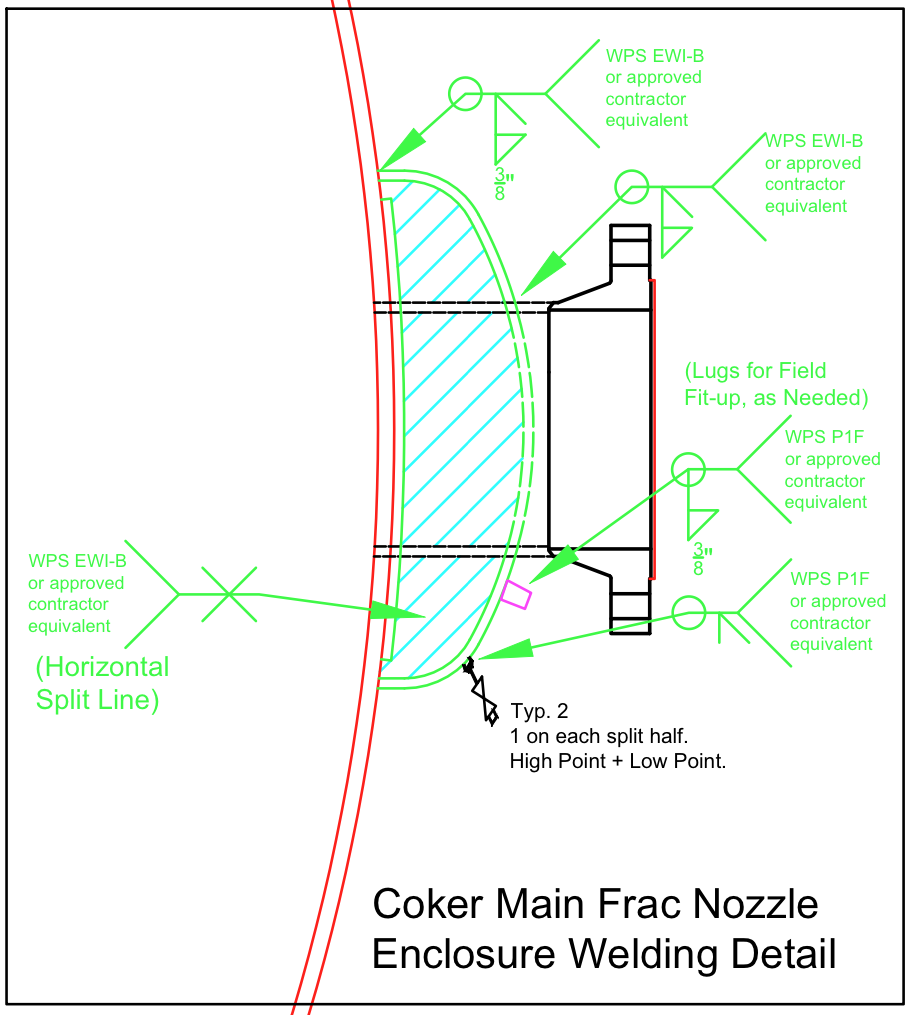 WPS EWI-B
or approved
contractor
equivalent
3/8"
WPS EWI-B
or approved
contractor
equivalent
(Lugs for Field
Fit-up, as Needed)
WPS P1F
or approved
contractor
equivalent
3/8"
WPS EWI-B
or approved
contractor
equivalent
(Horizontal
Split Line)
WPS P1F
or approved
contractor
equivalent
Typ. 2
1 on each split half.
High Point + Low Point.
Coker Main Frac Nozzle
Enclosure Welding Detail